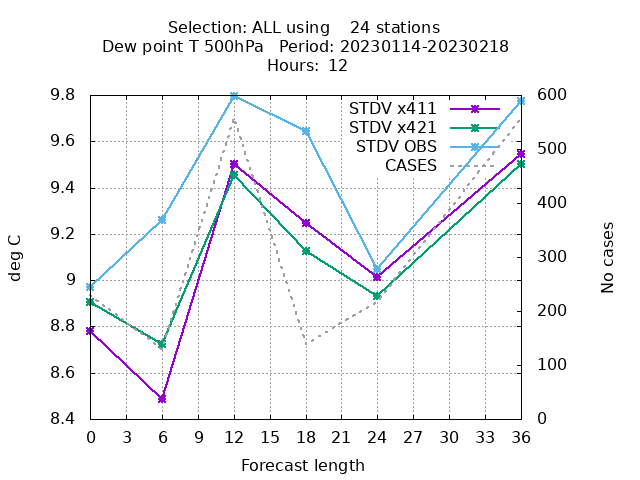 Selection: ALL using    24 stations
Dew point T 500hPa   Period: 20230114-20230218
Hours: 12
STDV x411
STDV x421
STDV OBS
CASES
9.8
9.6
9.4
9.2
9
8.8
8.6
8.4
deg C
600
500
400
300
200
100
0
No cases
0 3 6 9 12 15 18 21 24 27 30 33 36
Forecast length